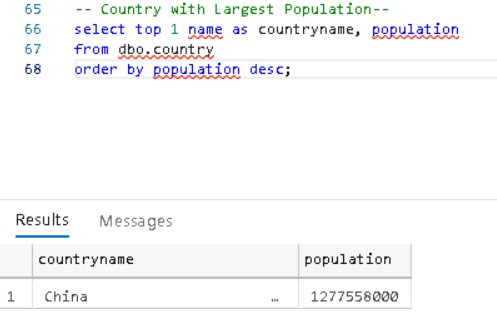 65 -- Country with Largest Population--
66 select top 1 name as countryname, population
67 from dbo.country
68 order by population desc;
Results Messages
countryname population
1 China … 1277558000